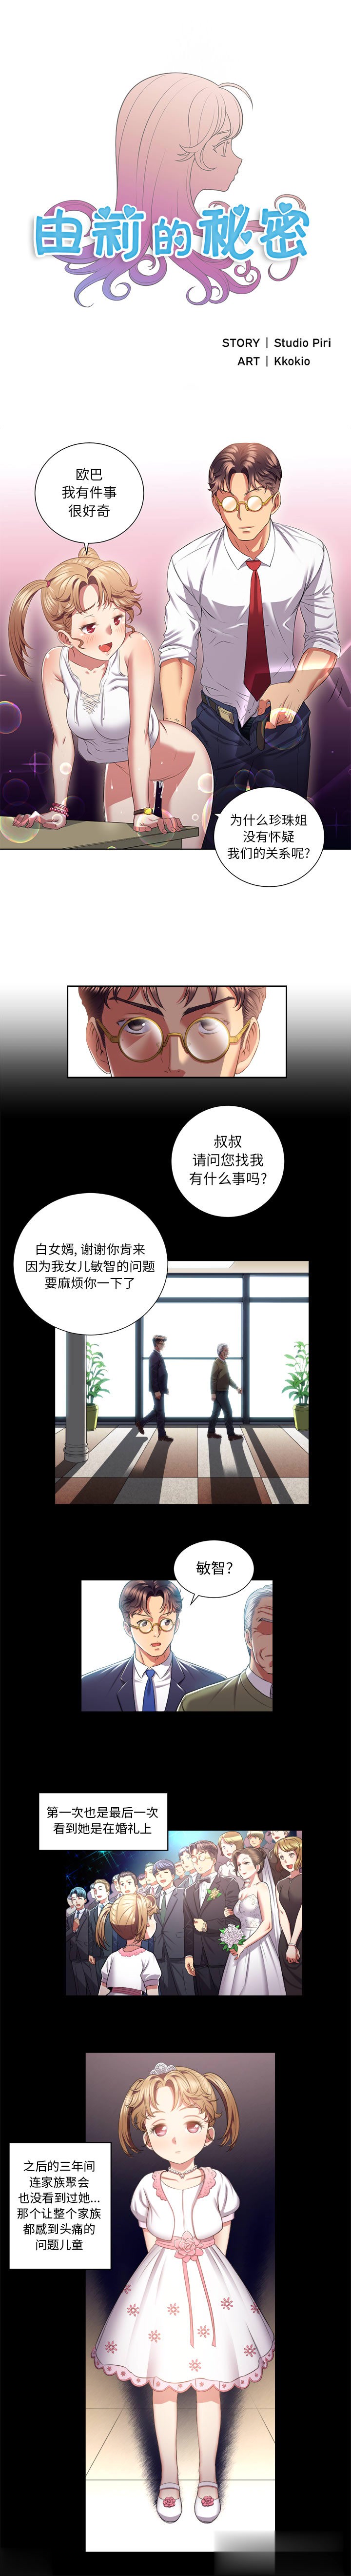 由莉的秘密
STORY | Studio Piri
ART | Kkokio
欧巴
我有件事
很好奇
为什么珍珠姐
没有怀疑
我们的关系呢?
叔叔
请问您找我
有什么事吗?
白女婿, 谢谢你肯来
因为我女儿敏智的问题
要麻烦你一下了
敏智?
第一次也是最后一次
看到她是在婚礼上
之后的三年间
连家族聚会
也没看到过她...
那个让整个家族
都感到头痛的
问题儿童